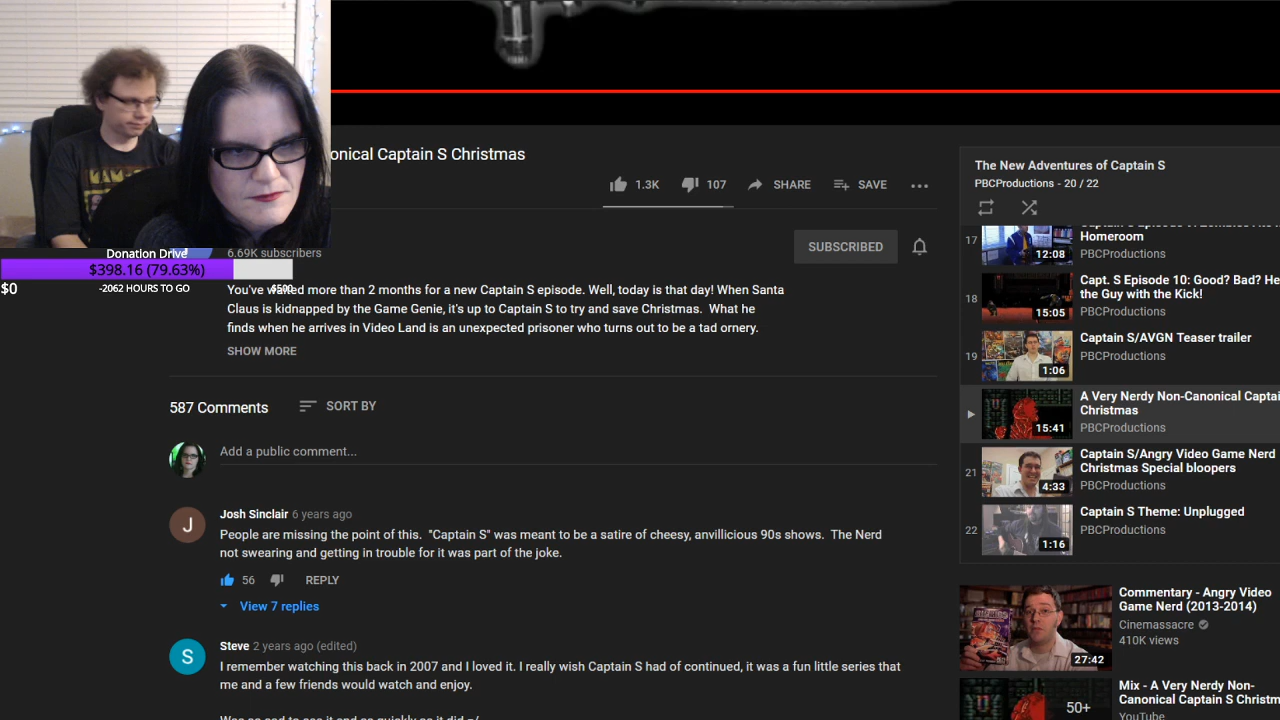 onical Captain S Christmas
1.3K
107
SHARE
SAVE
Donation Drive
6.69K subscribers
SUBSCRIBED
$398.16 (79.63%)
$0
-2062 HOURS TO GO
You've waited more than 2 months for a new Captain S episode. Well, today is that day! When Santa
Claus is kidnapped by the Game Genie, it's up to Captain S to try and save Christmas. What he
finds when he arrives in Video Land is an unexpected prisoner who turns out to be a tad ornery.
SHOW MORE
587 Comments
SORT BY
Add a public comment...
J
Josh Sinclair 6 years ago
People are missing the point of this. "Captain S" was meant to be a satire of cheesy, anvillicious 90s shows. The Nerd
not swearing and getting in trouble for it was part of the joke.
56
REPLY
View 7 replies
S
Steve 2 years ago (edited)
I remember watching this back in 2007 and I loved it. I really wish Captain S had of continued, it was a fun little series that
me and a few friends would watch and enjoy.
The New Adventures of Captain S
PBCProductions - 20 / 22
17
12:08
Homeroom
PBCProductions
18
15:05
Capt. S Episode 10: Good? Bad? He
the Guy with the Kick!
PBCProductions
19
1:06
Captain S/AVGN Teaser trailer
PBCProductions
15:41
A Very Nerdy Non-Canonical Captai
Christmas
PBCProductions
21
4:33
Captain S/Angry Video Game Nerd
Christmas Special bloopers
PBCProductions
22
1:16
Captain S Theme: Unplugged
PBCProductions
27:42
Commentary - Angry Video
Game Nerd (2013-2014)
Cinemassacre
410K views
50+
Mix - A Very Nerdy Non-
Canonical Captain S Christm
YouTube